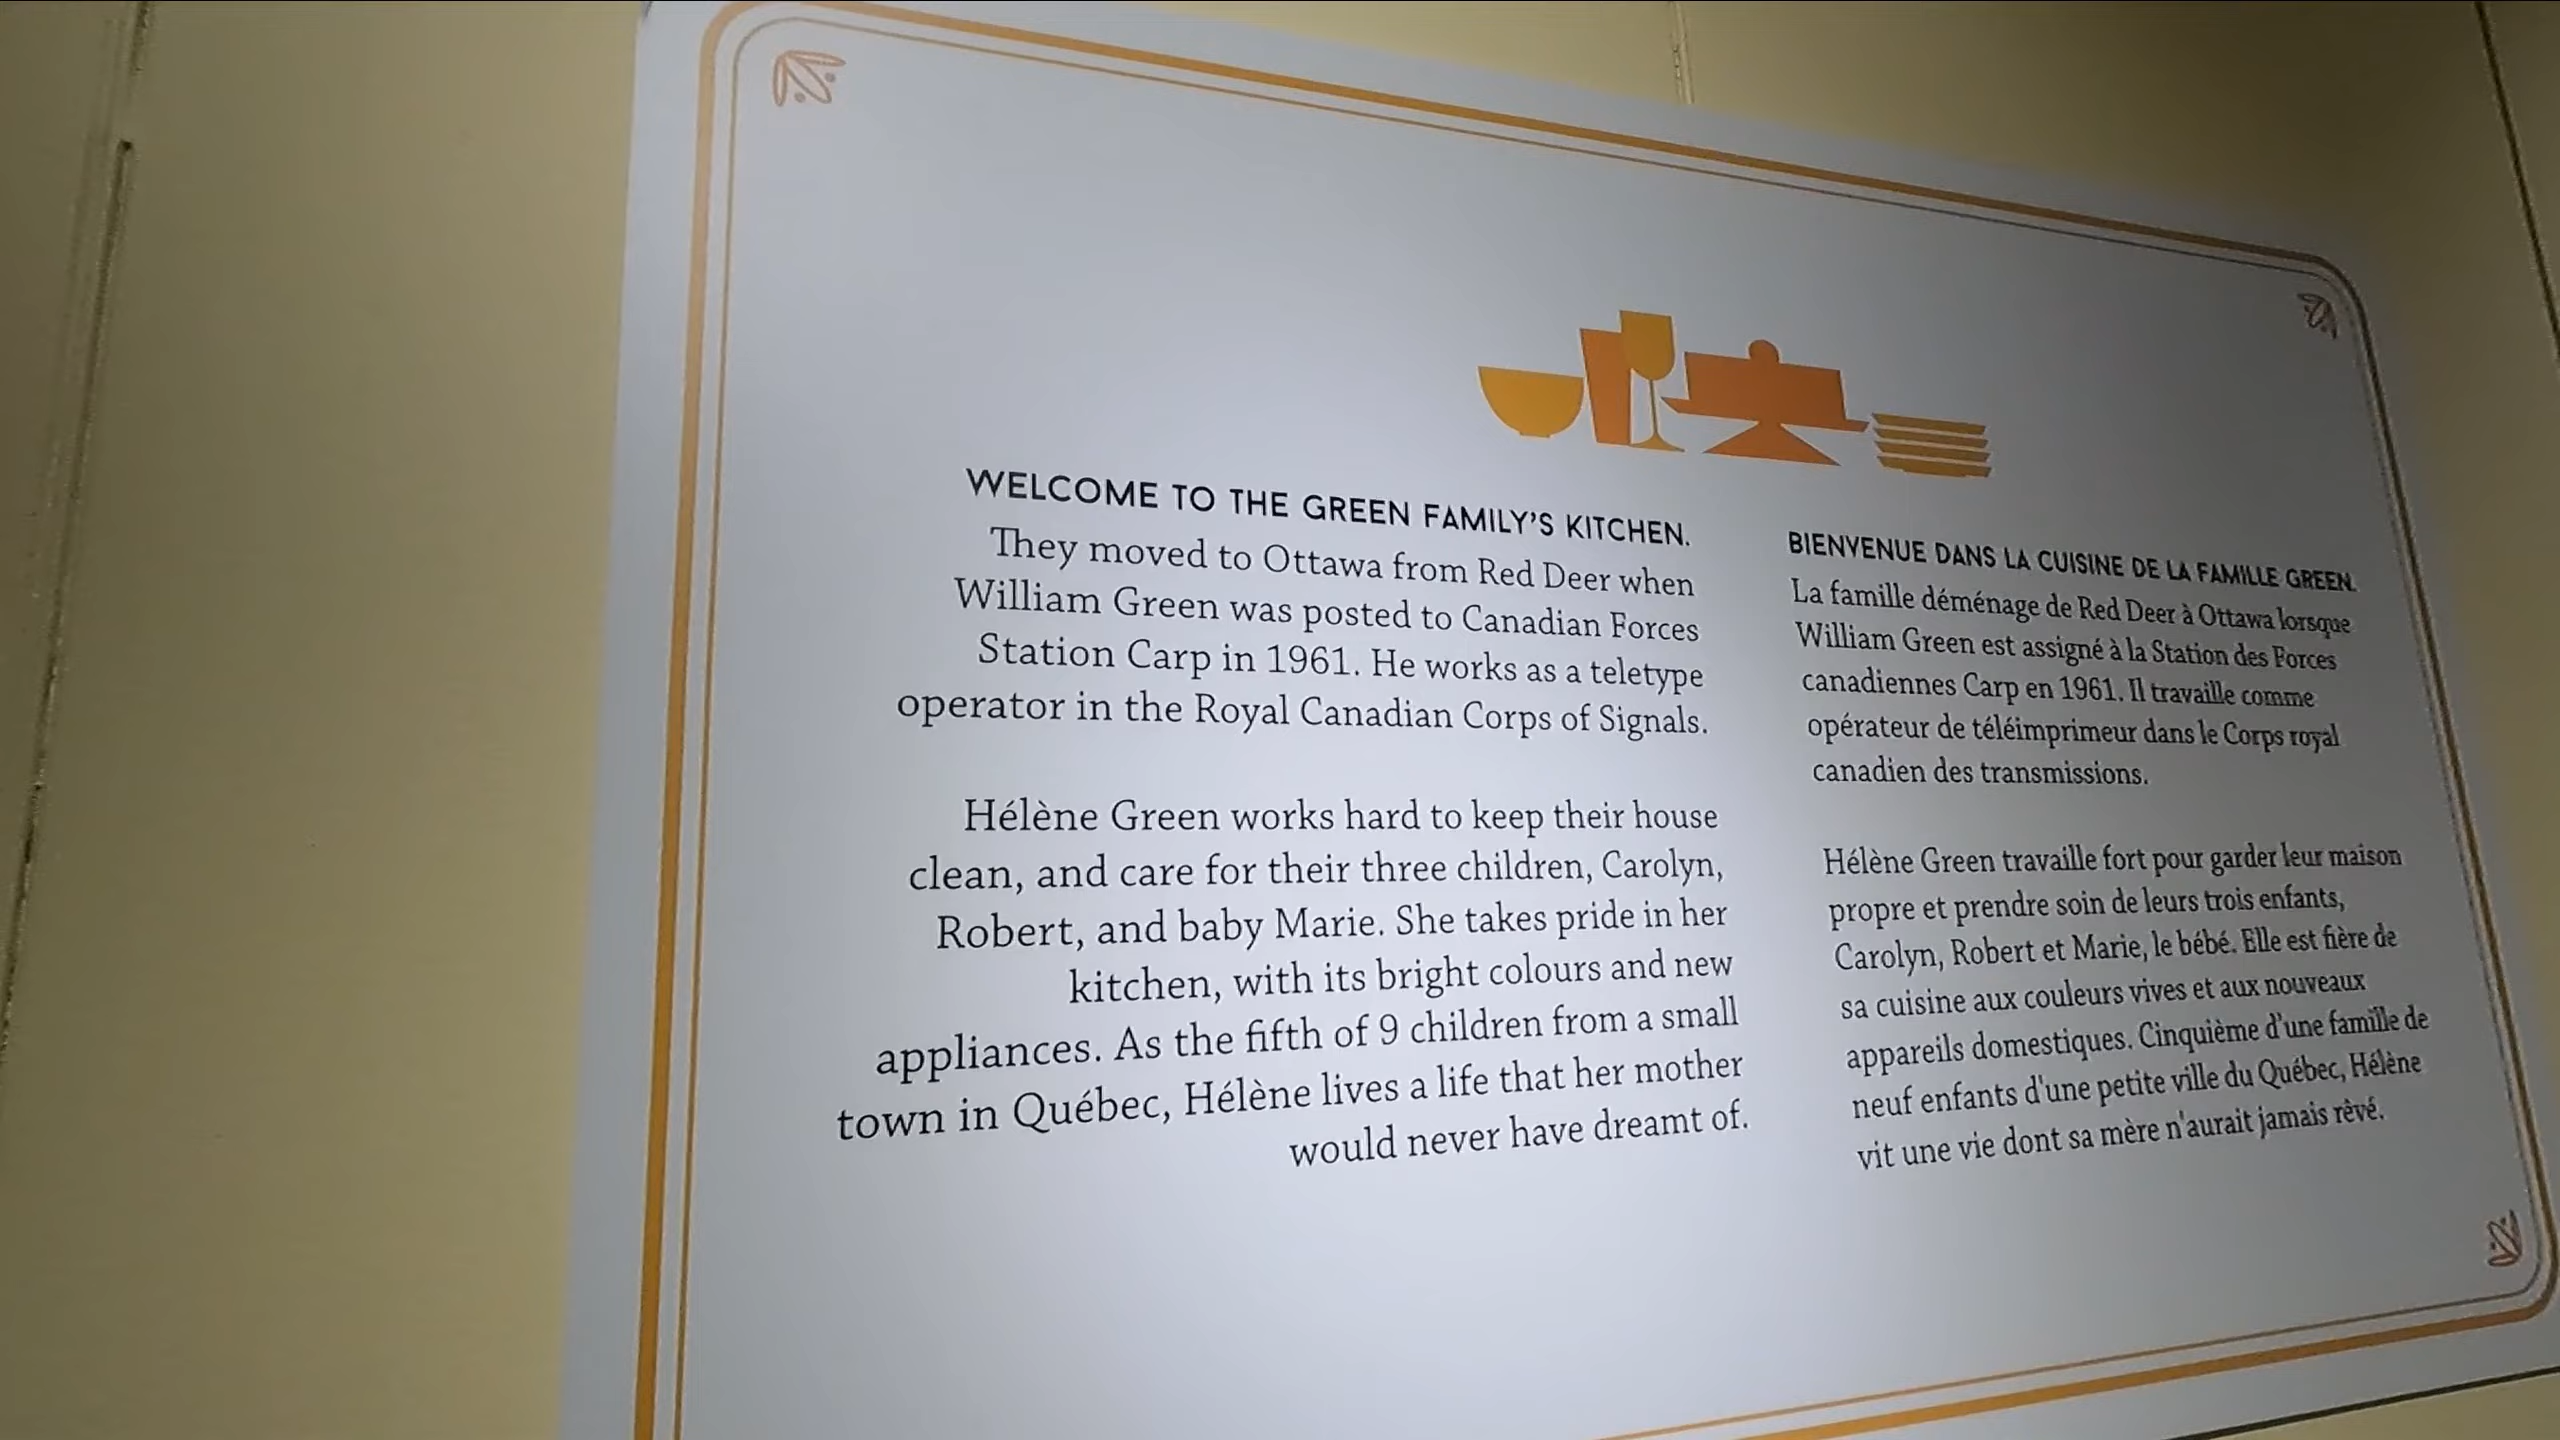 WELCOME TO THE GREEN FAMILY'S KITCHEN.
They moved to Ottawa from Red Deer when
William Green was posted to Canadian Forces
Station Carp in 1961. He works as a teletype
operator in the Royal Canadian Corps of Signals.
Hélène Green works hard to keep their house
clean, and care for their three children, Carolyn,
Robert, and baby Marie. She takes pride in her
kitchen, with its bright colours and new
appliances. As the fifth of 9 children from a small
town in Québec, Hélène lives a life that her mother
would never have dreamt of.
BIENVENUE DANS LA CUISINE DE LA FAMILLE GREEN.
La famille déménage de Red Deer à Ottawa lorsque
William Green est assigné à la Station des Forces
canadiennes Carp en 1961. Il travaille comme
opérateur de téléimprimeur dans le Corps royal
canadien des transmissions.
Hélène Green travaille fort pour garder leur maison
propre et prendre soin de leurs trois enfants,
Carolyn, Robert et Marie, le bébé. Elle est fière de
sa cuisine aux couleurs vives et aux nouveaux
appareils domestiques. Cinquième d'une famille de
neuf enfants d'une petite ville du Québec, Hélène
vit une vie dont sa mère n'aurait jamais rêvé.